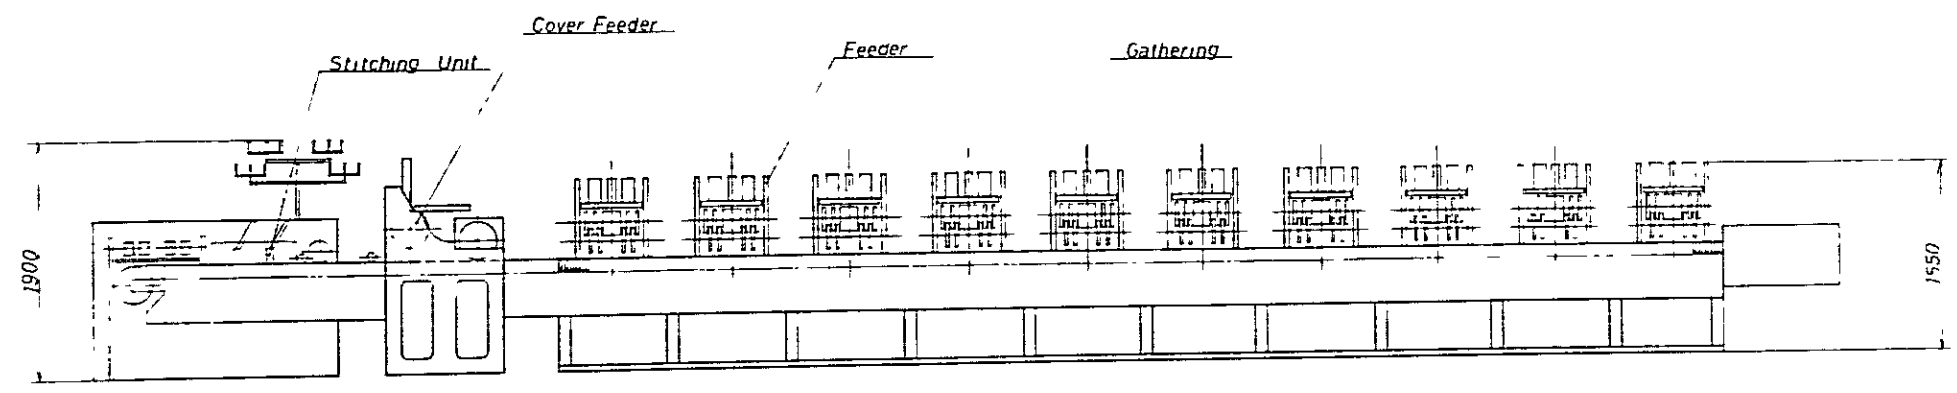 Cover Feeder
Stitching Unit
Feeder
Gathering
1900
1550